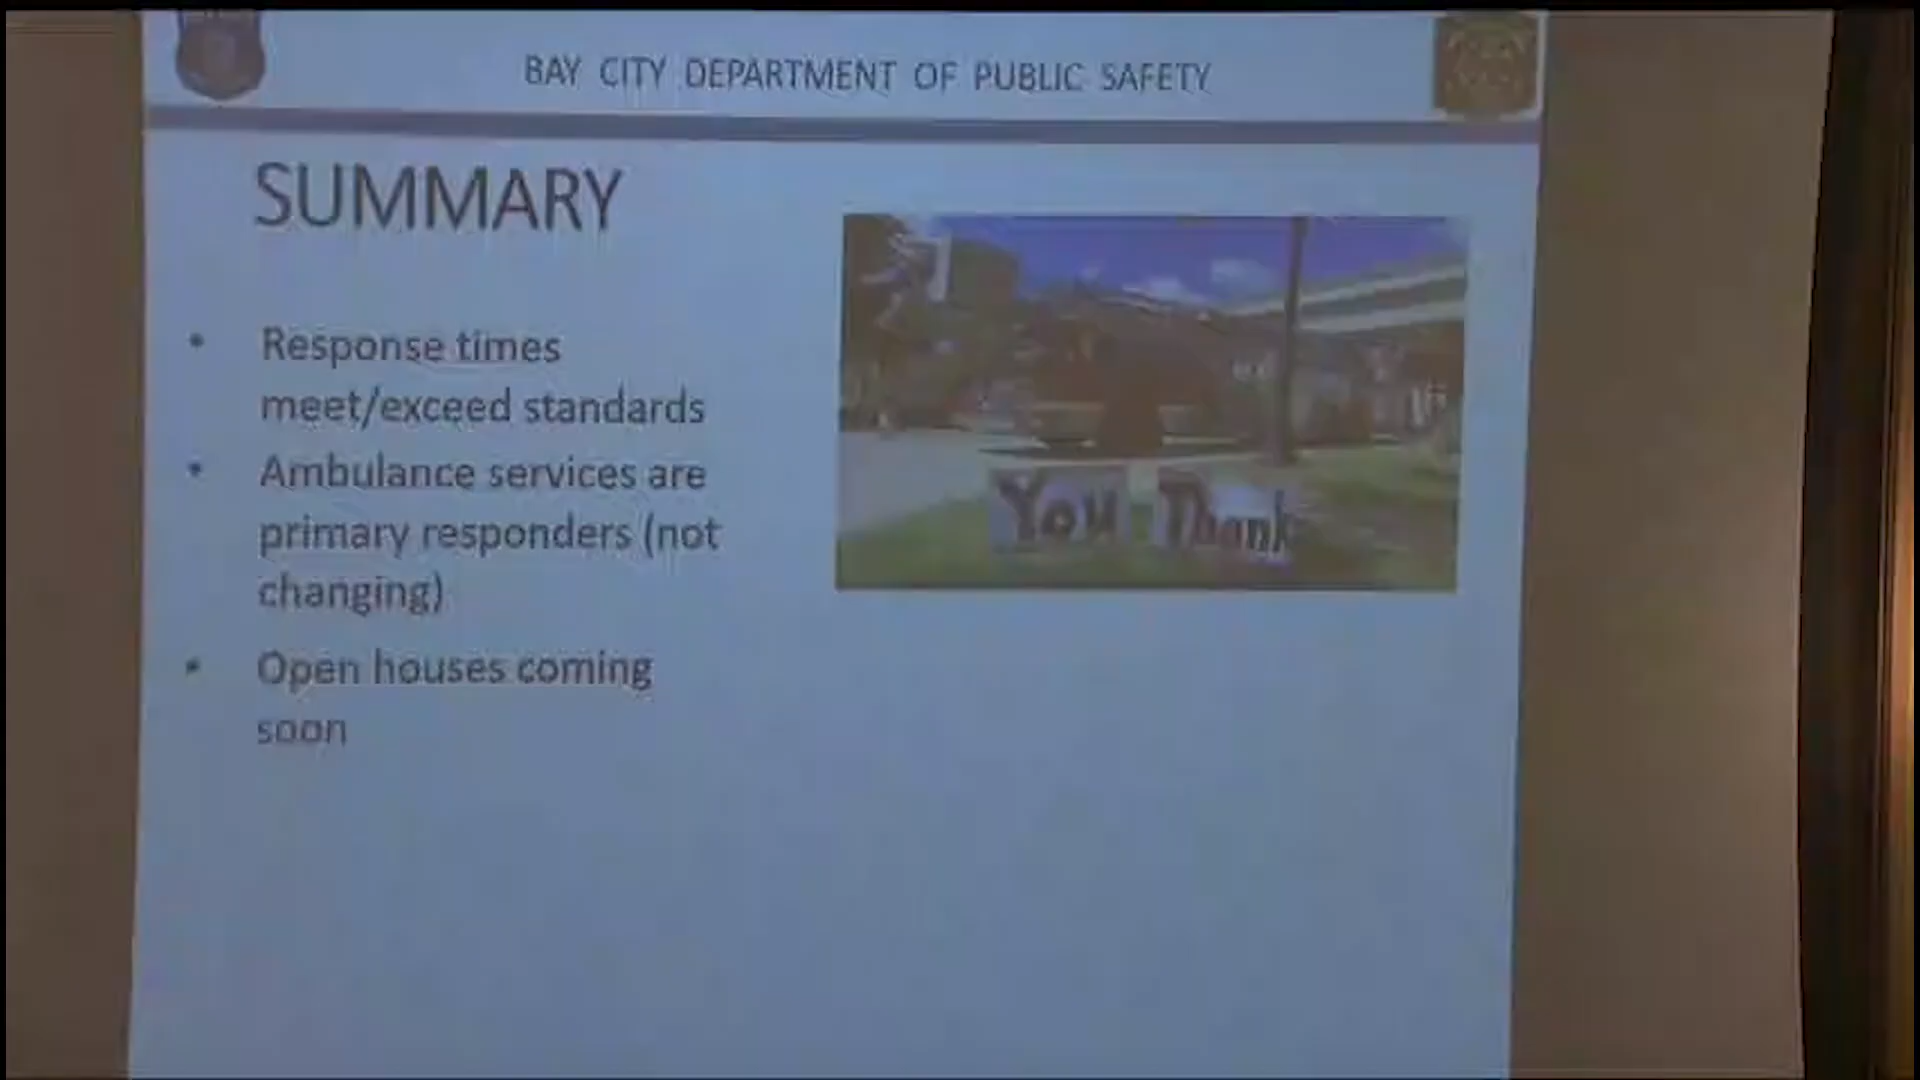 BAY CITY DEPARTMENT OF PUBLIC SAFETY
SUMMARY
• Response times
meet/exceed standards
• Ambulance services are
primary responders (not
changing)
• Open houses coming
soon
You Thank